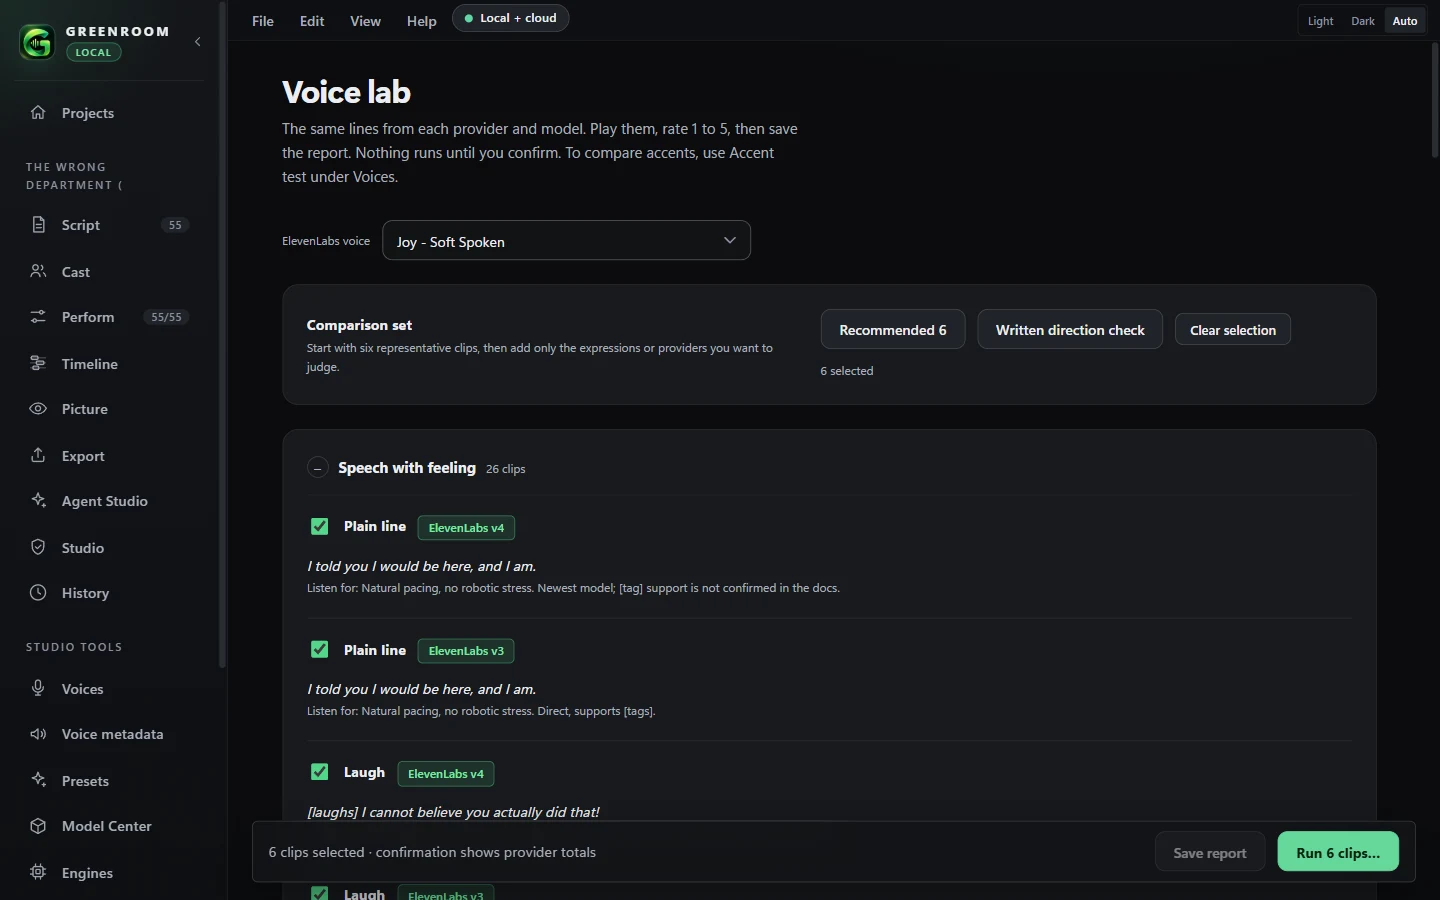 GREENROOM
LOCAL
Projects
THE WRONG
DEPARTMENT (
Script 55
Cast
Perform 55/55
Timeline
Picture
Export
Agent Studio
Studio
History
STUDIO TOOLS
Voices
Voice metadata
Presets
Model Center
Engines
File Edit View Help Local + cloud
Light Dark Auto
Voice lab
The same lines from each provider and model. Play them, rate 1 to 5, then save
the report. Nothing runs until you confirm. To compare accents, use Accent
test under Voices.
ElevenLabs voice Joy - Soft Spoken
Comparison set
Start with six representative clips, then add only the expressions or providers you want to
judge.
Recommended 6 Written direction check Clear selection
6 selected
Speech with feeling 26 clips
Plain line ElevenLabs v4
I told you I would be here, and I am.
Listen for: Natural pacing, no robotic stress. Newest model; [tag] support is not confirmed in the docs.
Plain line ElevenLabs v3
I told you I would be here, and I am.
Listen for: Natural pacing, no robotic stress. Direct, supports [tags].
Laugh ElevenLabs v4
[laughs] I cannot believe you actually did that!
6 clips selected · confirmation shows provider totals
Save report Run 6 clips...
Laugh ElevenLabs v3